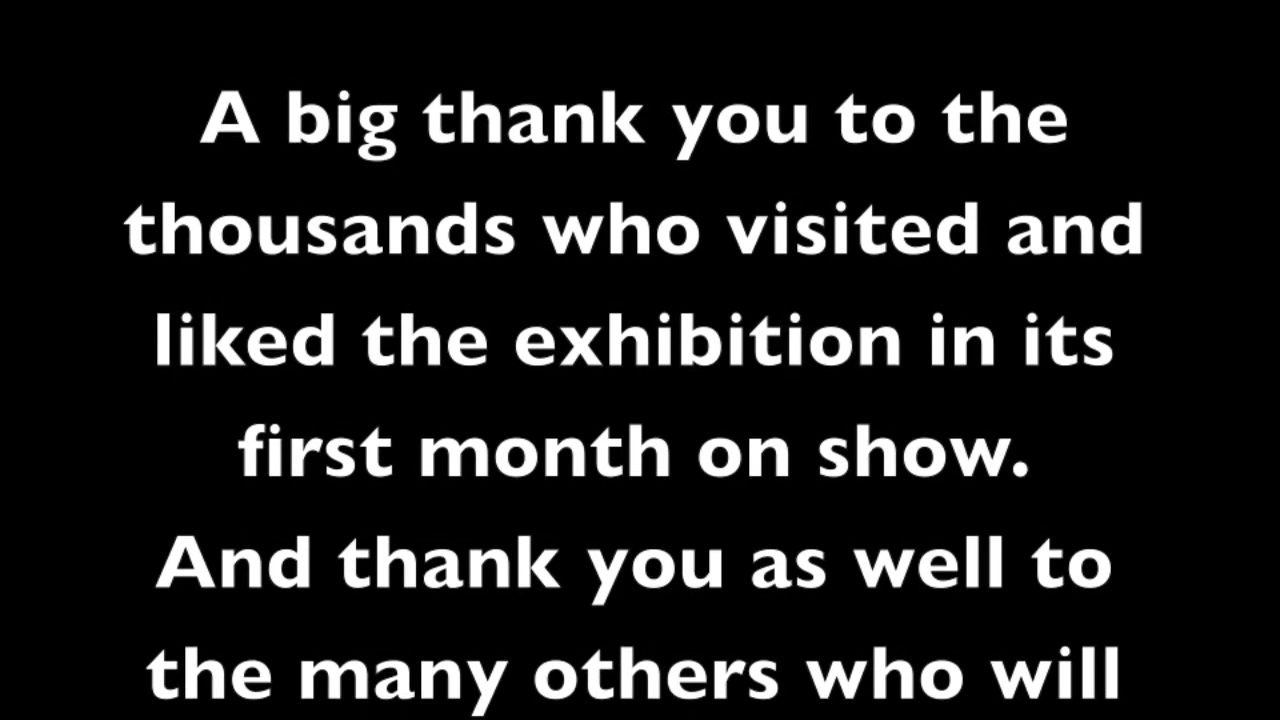 A big thank you to the
thousands who visited and
liked the exhibition in its
first month on show.
And thank you as well to
the many others who will